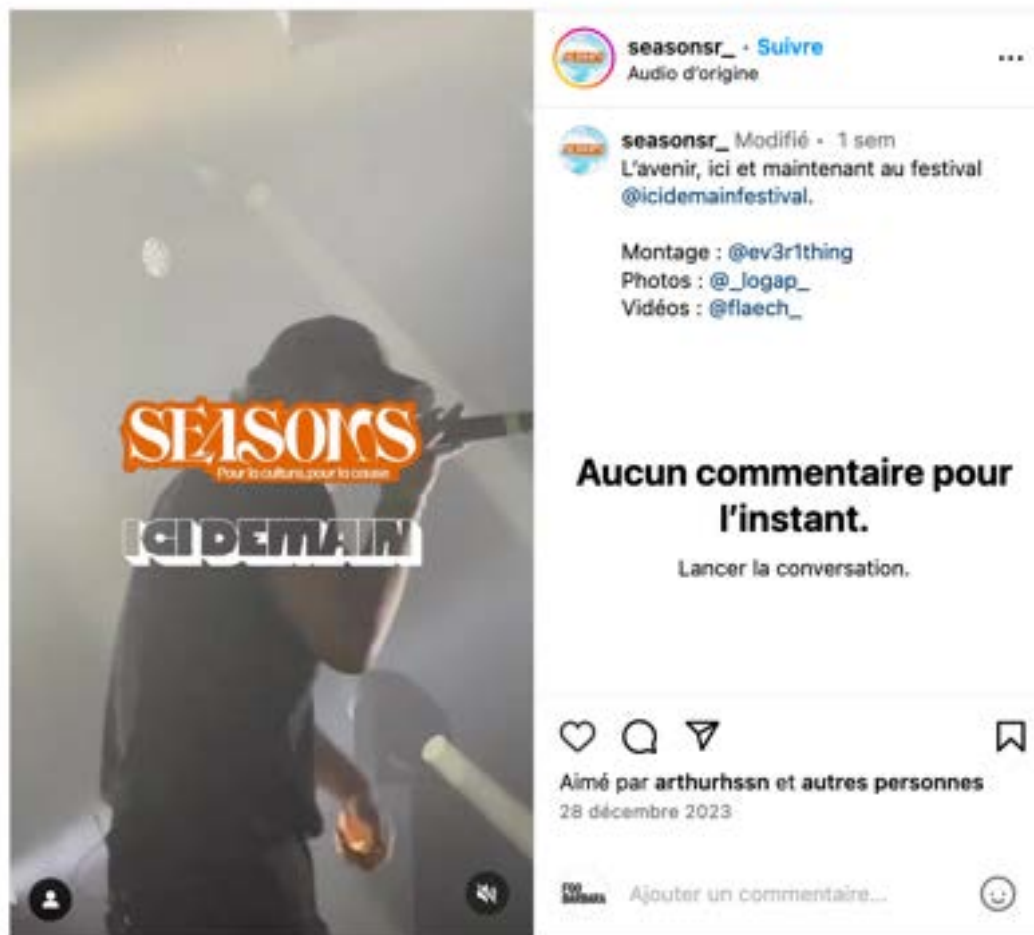 SEASONS
Pour la culture, pour la cause
ICI DEMAIN
seasonsr_ • Suivre
Audio d'origine
seasonsr_ Modifié • 1 sem
L'avenir, ici et maintenant au festival
@icidemainfestival.
Montage : @ev3r1thing
Photos : @_logap_
Vidéos : @flaech_
Aucun commentaire pour
l'instant.
Lancer la conversation.
Aimé par arthurhssn et autres personnes
28 décembre 2023
Ajouter un commentaire...